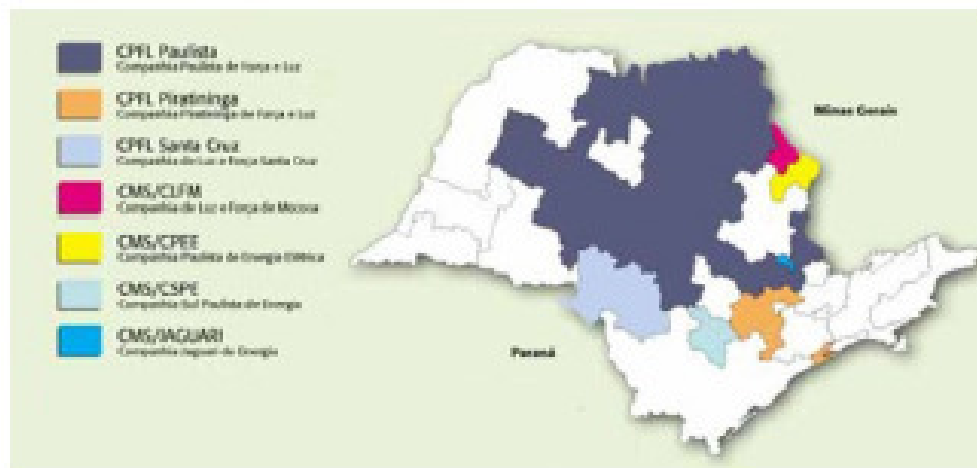 CPFL Paulista
Companhia Paulista de Força e Luz
CPFL Piratininga
Companhia Piratininga de Força e Luz
CPFL Santa Cruz
Companhia de Luz e Força Santa Cruz
CMS/CLFM
Companhia de Luz e Força de Mococa
CMS/CPEE
Companhia Paulista de Energia Elétrica
CMS/CSPE
Companhia Sul Paulista de Energia
CMS/JAGUARI
Companhia Jaguari de Energia
Minas Gerais
Paraná